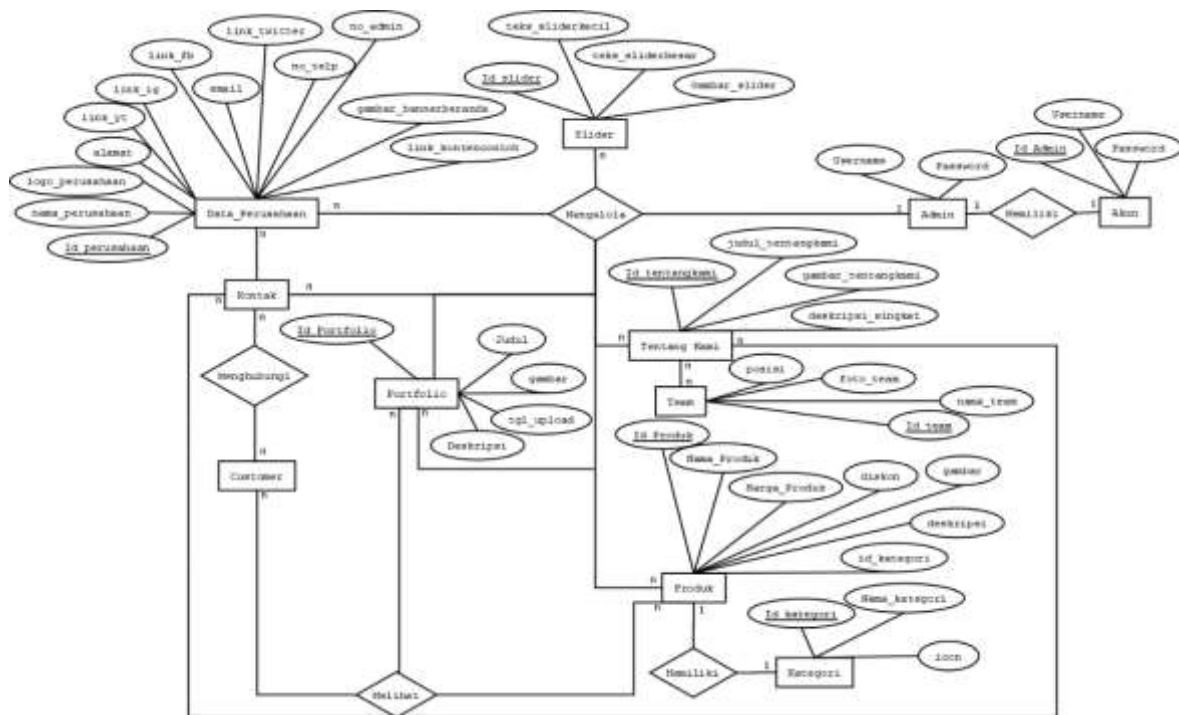 link_twitter
no_admin
teks_sliderkecil
link_fb
no_telp
teks_sliderbesar
link_ig
email
Id_slider
Gambar_slider
link_yt
gambar_bannerberanda
Slider
Username
alamat
link_kontencontoh
n
Username
Password
Id_Admin
Password
logo_perusahaan
nama_perusahaan
Data_Perusahaan
n
Mengelola
1
Admin
1
Memilisi
1
Akun
Id_perusahaan
n
judul_tentangkami
Id_tentangkami
gambar_tentangkami
n
Kontak
n
deskripsi_singkat
n
Id_Portfolio
Judul
n
Tentang Kami
n
Menghubungi
gambar
n
posisi
foto_team
Portfolio
n
Team
nama_team
n
n
tgl_upload
Id_team
Deskripsi
Id_Produk
n
Nama_Produk
diskon
gambar
Customer
Harga_Produk
n
deskripsi
id_kategori
n
Produk
n
1
Id_kategori
Nama_kategori
icon
Memiliki
1
Kategori
Melihat